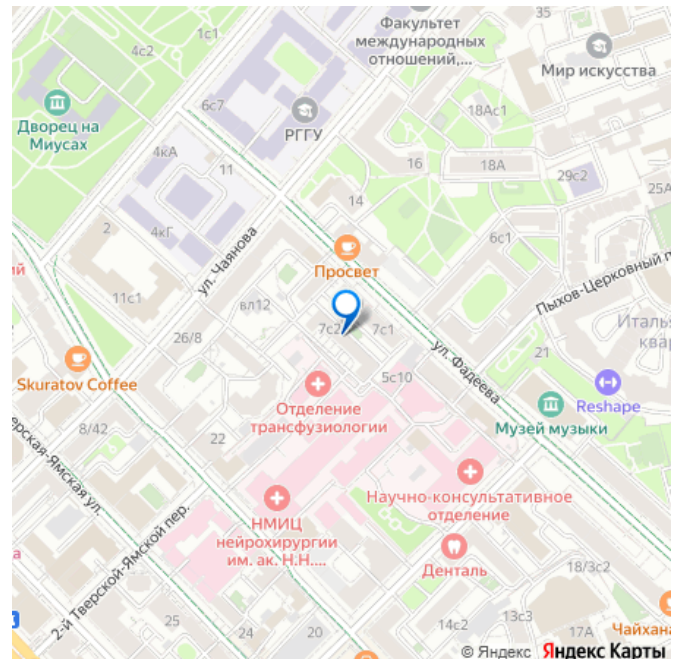 35
1с1
4с2
Факультет
международных
отношений,...
Мир искусства
Дворец на
Миусах
6с7
РГГУ
18Ас1
4кА
11
16
18А
29с2
25А
14
2
4кГ
ул. Чаянова
6с1
Просвет
Пыхов-Церковный п
ий
11с1
вл12
7с2
7с1
Италья
ква
26/8
ул. Фадеева
21
Skuratov Coffee
5с10
Reshape
Отделение
трансфузиологии
Музей музыки
8/42
22
ерская-Ямская ул.
Научно-консультативное
отделение
НМИЦ
нейрохирургии
им. ак. Н.Н....
2-й Тверской-Ямской пер.
Денталь
а
18/3с2
13с3
14с2
17А
Чайхана
24
20
© Яндекс Яндекс Карты